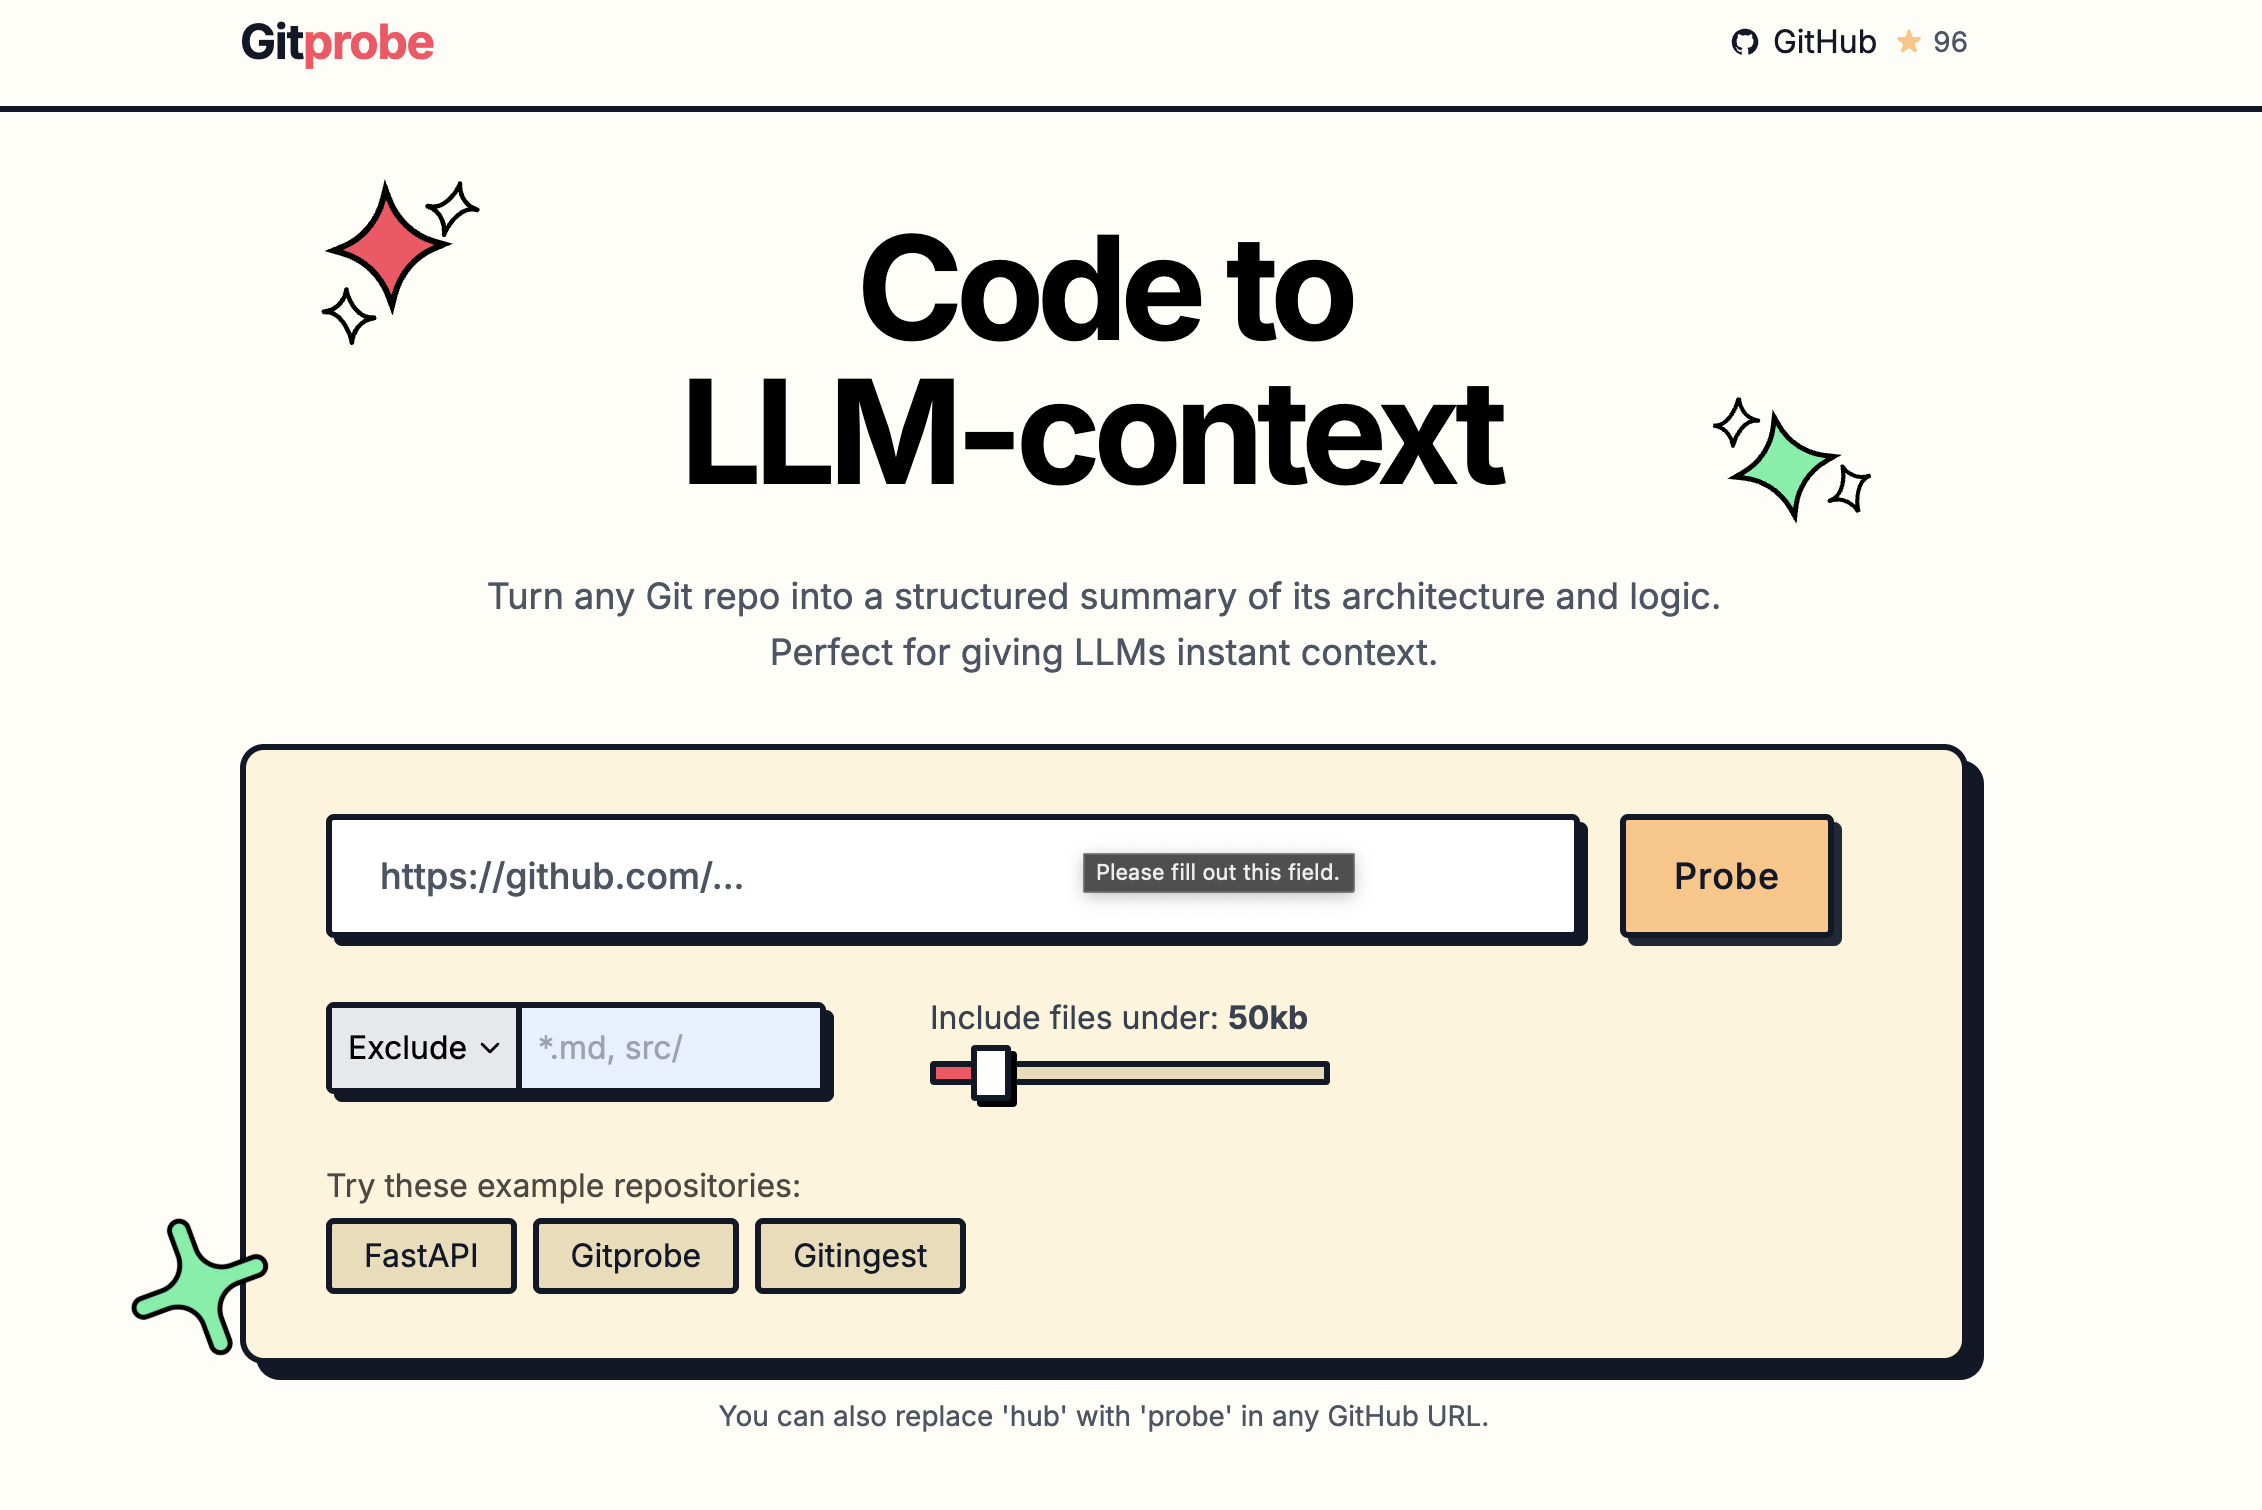 Gitprobe
GitHub 96
Code to
LLM-context
Turn any Git repo into a structured summary of its architecture and logic.
Perfect for giving LLMs instant context.
https://github.com/...
Please fill out this field.
Probe
Exclude
*.md, src/
Include files under: 50kb
Try these example repositories:
FastAPI
Gitprobe
Gitingest
You can also replace 'hub' with 'probe' in any GitHub URL.